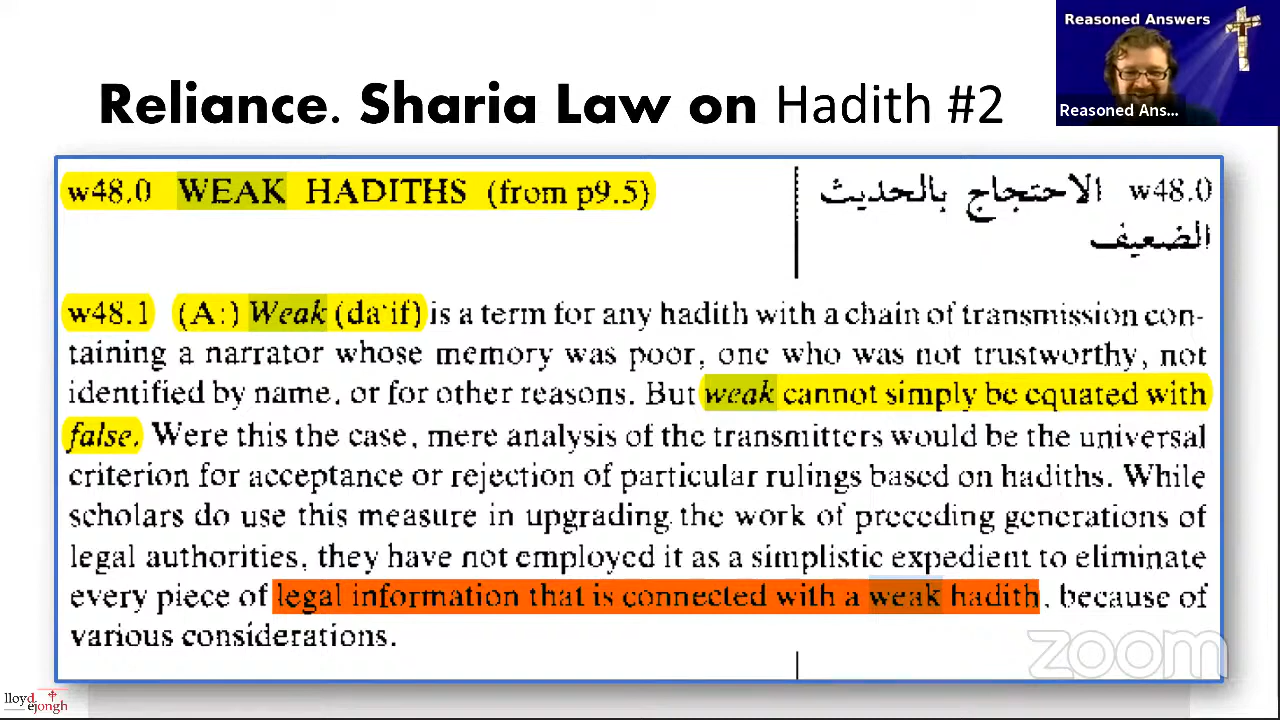 Reasoned Answers
Reasoned Ans...
Reliance. Sharia Law on Hadith #2
w48.0 WEAK HADITHS (from p9.5)
w48.0 الاحتجاج بالحديث
الضعيف
w48.1 (A:) Weak (da'if) is a term for any hadith with a chain of transmission con-
taining a narrator whose memory was poor, one who was not trustworthy, not
identified by name, or for other reasons. But weak cannot simply be equated with
false. Were this the case, mere analysis of the transmitters would be the universal
criterion for acceptance or rejection of particular rulings based on hadiths. While
scholars do use this measure in upgrading the work of preceding generations of
legal authorities, they have not employed it as a simplistic expedient to eliminate
every piece of legal information that is connected with a weak hadith, because of
various considerations.
zoom
lloyd
dejongh